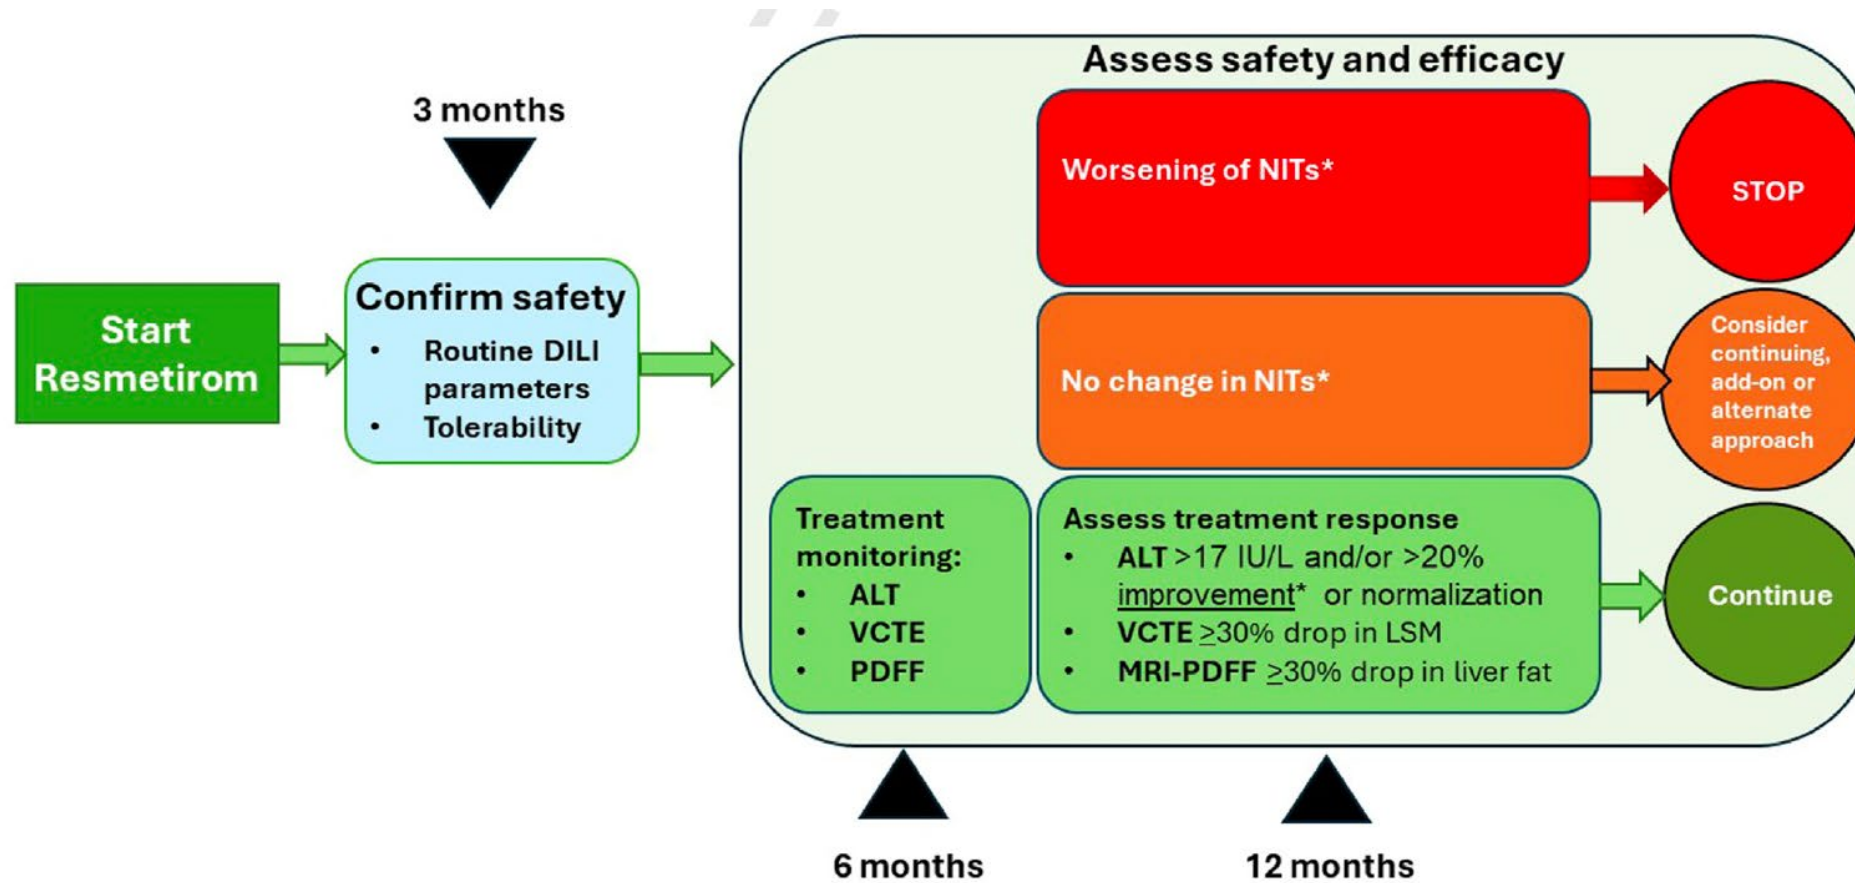 Assess safety and efficacy
3 months
Worsening of NITs*
STOP
Start
Resmetirom
Confirm safety
• Routine DILI
parameters
• Tolerability
No change in NITs*
Consider
continuing,
add-on or
alternate
approach
Treatment
monitoring:
• ALT
• VCTE
• PDFF
Assess treatment response
• ALT >17 IU/L and/or >20%
improvement* or normalization
• VCTE ≥30% drop in LSM
• MRI-PDFF ≥30% drop in liver fat
Continue
6 months
12 months